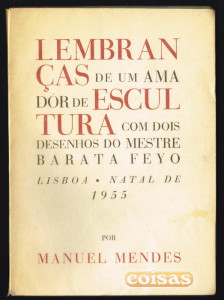 LEMBRAN
ÇAS DE UM AMA
DÔR DE ESCUL
TURA COM DOIS
DESENHOS DO MESTRE
BARATA FEYO
LISBOA • NATAL DE
1955
POR
MANUEL MENDES
coisas